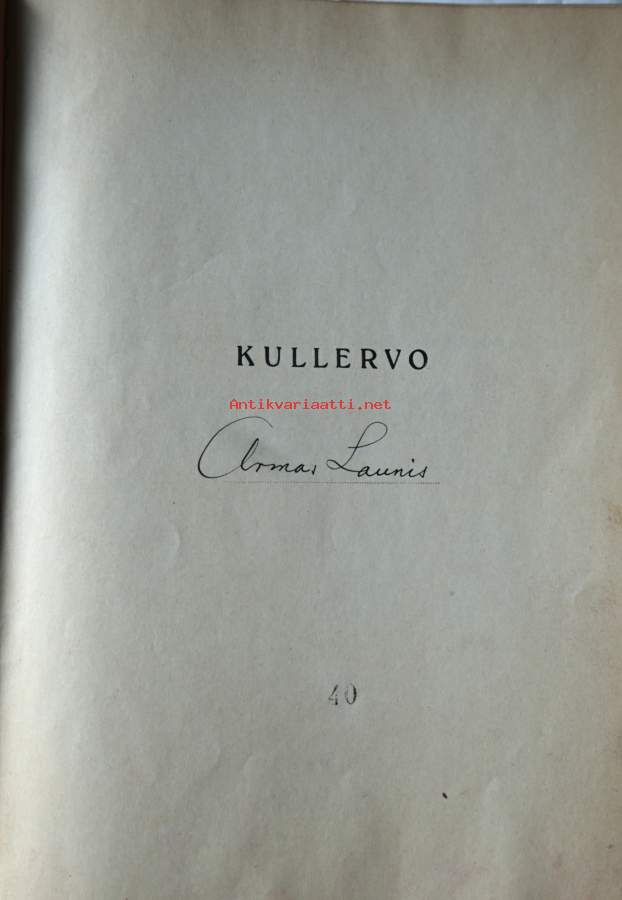 KULLERVO
Antikvariaatti.net
Armas Launis
40